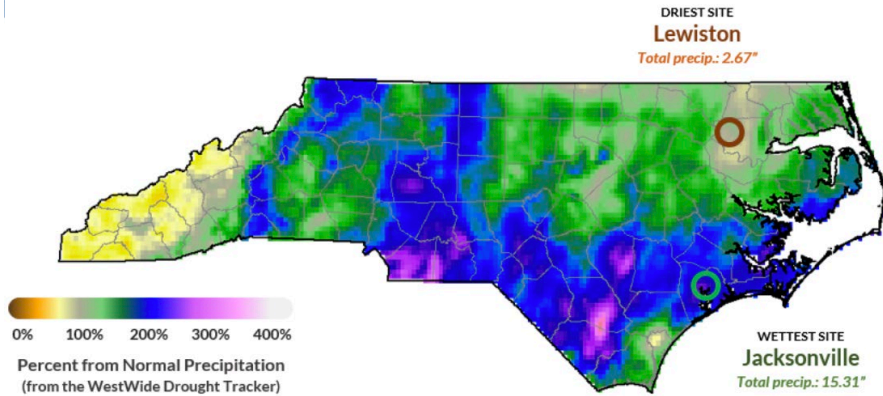 DRIEST SITE
Lewiston
Total precip.: 2.67"
0% 100% 200% 300% 400%
Percent from Normal Precipitation
(from the WestWide Drought Tracker)
WETTEST SITE
Jacksonville
Total precip.: 15.31"